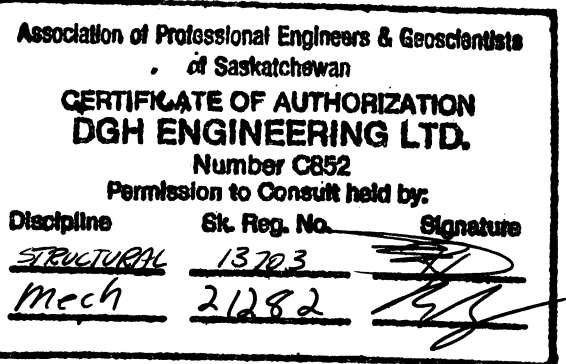 Association of Professional Engineers & Geoscientists
of Saskatchewan
CERTIFICATE OF AUTHORIZATION
DGH ENGINEERING LTD.
Number C852
Permission to Consult held by:
Discipline Sk. Reg. No. Signature
STRUCTURAL 13703
Mech 21282